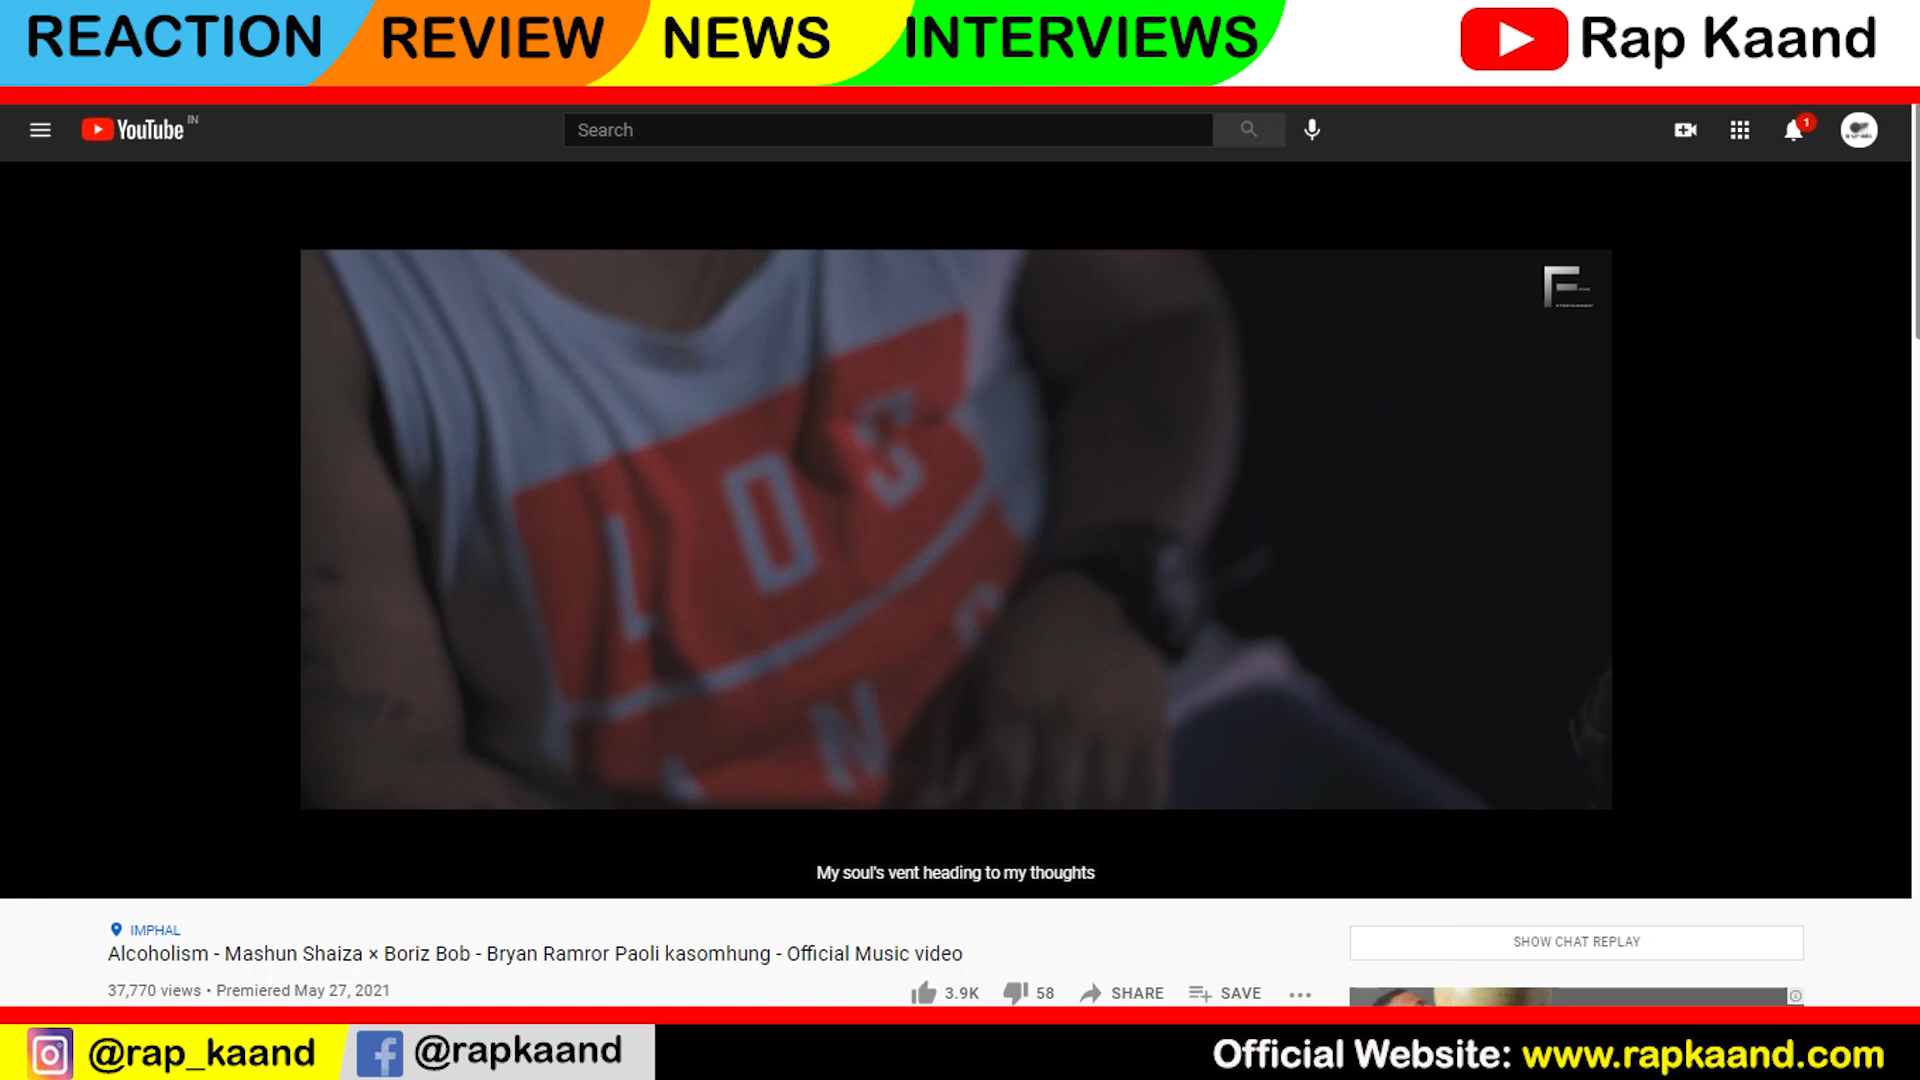 REACTION REVIEW NEWS INTERVIEWS Rap Kaand
YouTube IN Search 1
LOS
My soul's vent heading to my thoughts
IMPHAL
Alcoholism - Mashun Shaiza × Boriz Bob - Bryan Ramror Paoli kasomhung - Official Music video
SHOW CHAT REPLAY
37,770 views • Premiered May 27, 2021 3.9K 58 SHARE SAVE
@rap_kaand @rapkaand Official Website: www.rapkaand.com